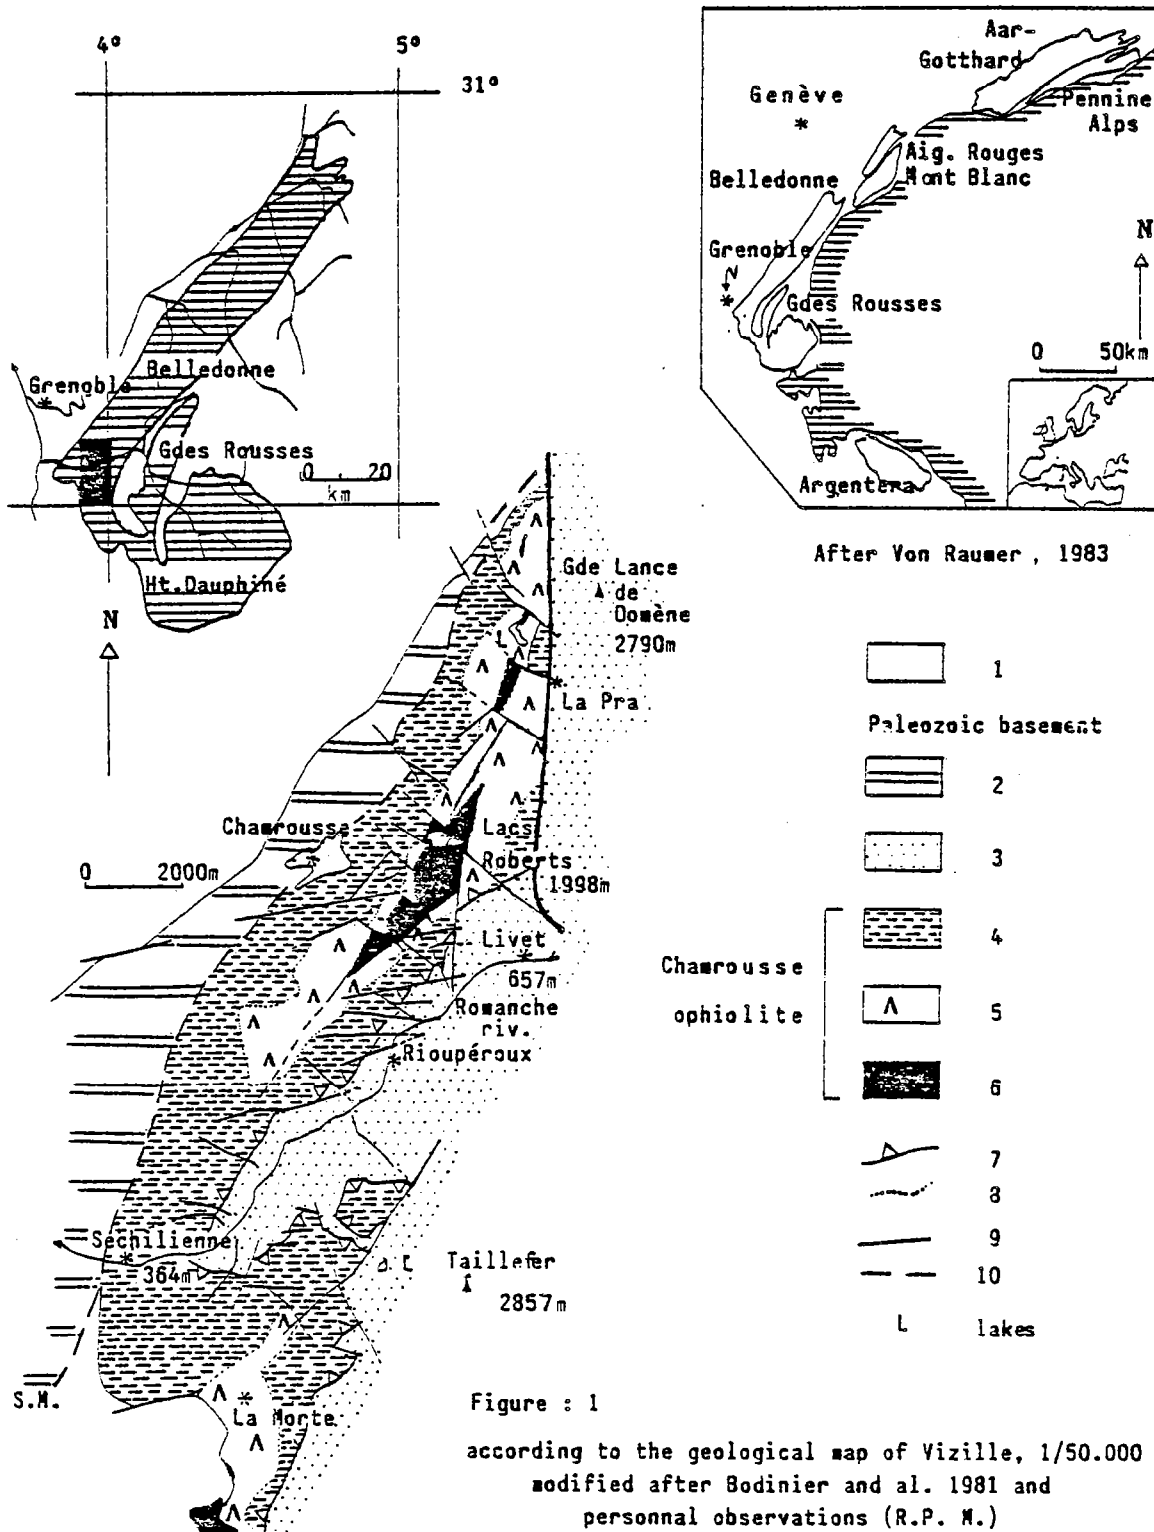 4° 5°
31°
Grenoble
Belledonne
Gdes Rousses
0 20
km
Ht.Dauphiné
N
Aar-
Gotthard
Pennine
Alps
Genève
Aig. Rouges
Mont Blanc
Belledonne
Grenoble
Gdes Rousses
N
0 50km
Argentera
After Von Raumer, 1983
Gde Lance
de
Domène
2790m
L
La Pra
Chamrousse
Lacs
Roberts
1998m
0 2000m
Livet
657m
Romanche
riv.
Rioupéroux
Séchilienne
364m
Taillefer
2857m
S.M.
La Morte
1
Paleozoic basement
2
3
4
Chamrousse
ophiolite
5
6
7
8
9
10
L lakes
Figure : 1
according to the geological map of Vizille, 1/50.000
modified after Bodinier and al. 1981 and
personnal observations (R.P. M.)